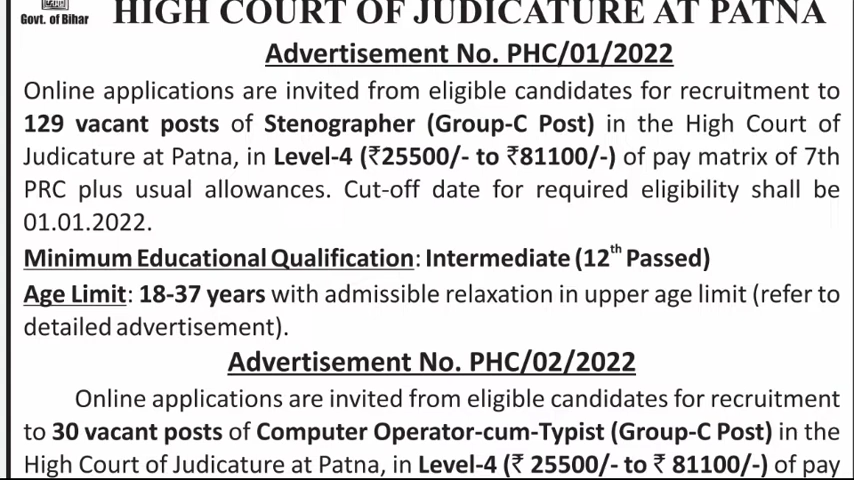 HIGH COURT OF JUDICATURE AT PATNA
Govt. of Bihar
Advertisement No. PHC/01/2022
Online applications are invited from eligible candidates for recruitment to
129 vacant posts of Stenographer (Group-C Post) in the High Court of
Judicature at Patna, in Level-4 (₹25500/- to ₹81100/-) of pay matrix of 7th
PRC plus usual allowances. Cut-off date for required eligibility shall be
01.01.2022.
Minimum Educational Qualification: Intermediate (12th Passed)
Age Limit: 18-37 years with admissible relaxation in upper age limit (refer to
detailed advertisement).
Advertisement No. PHC/02/2022
Online applications are invited from eligible candidates for recruitment
to 30 vacant posts of Computer Operator-cum-Typist (Group-C Post) in the
High Court of Judicature at Patna, in Level-4 (₹ 25500/- to ₹ 81100/-) of pay